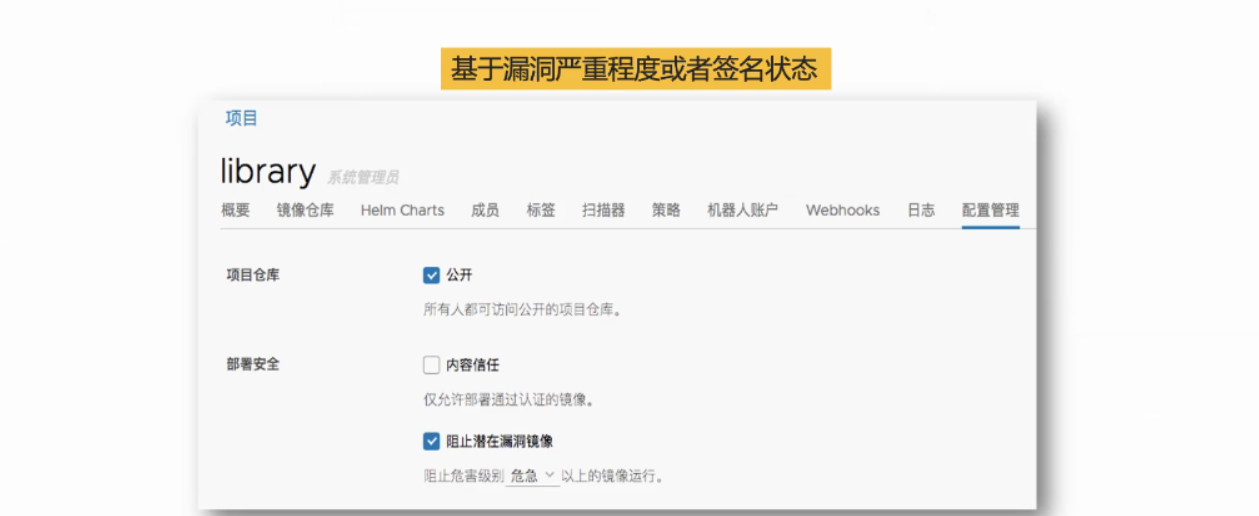 基于漏洞严重程度或者签名状态
项目
library 系统管理员
概要 镜像仓库 Helm Charts 成员 标签 扫描器 策略 机器人账户 Webhooks 日志 配置管理
项目仓库 公开
所有人都可访问公开的项目仓库。
部署安全 内容信任
仅允许部署通过认证的镜像。
阻止潜在漏洞镜像
阻止危害级别 危急 以上的镜像运行。